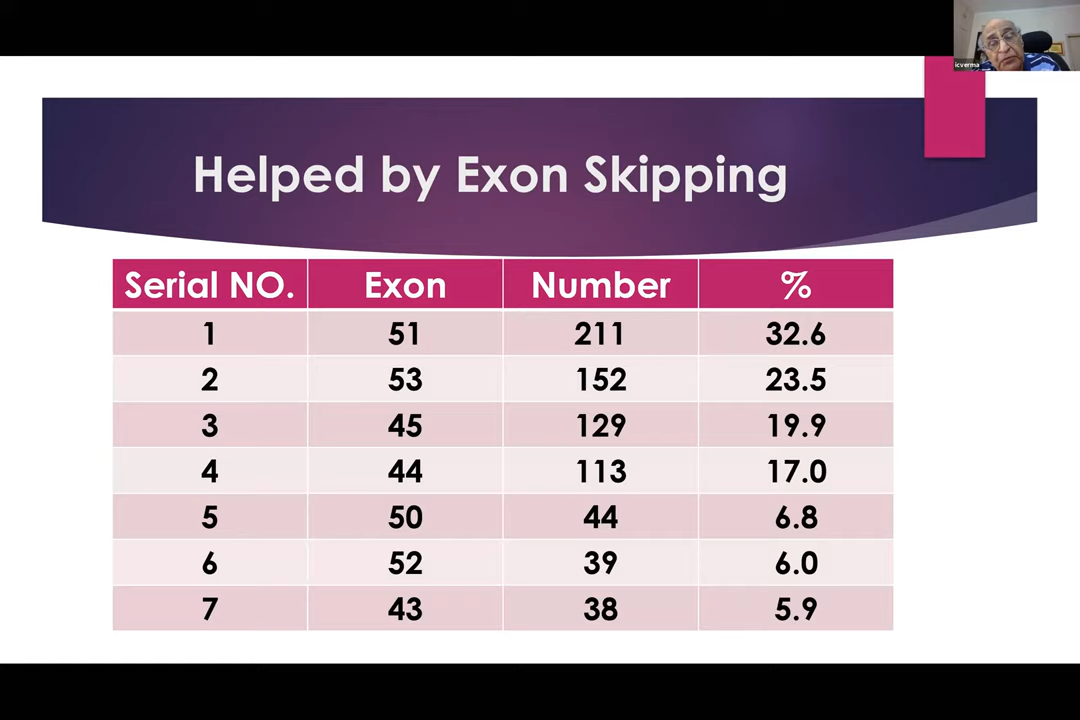 icverma
Helped by Exon Skipping
Serial NO. Exon Number %
1 51 211 32.6
2 53 152 23.5
3 45 129 19.9
4 44 113 17.0
5 50 44 6.8
6 52 39 6.0
7 43 38 5.9